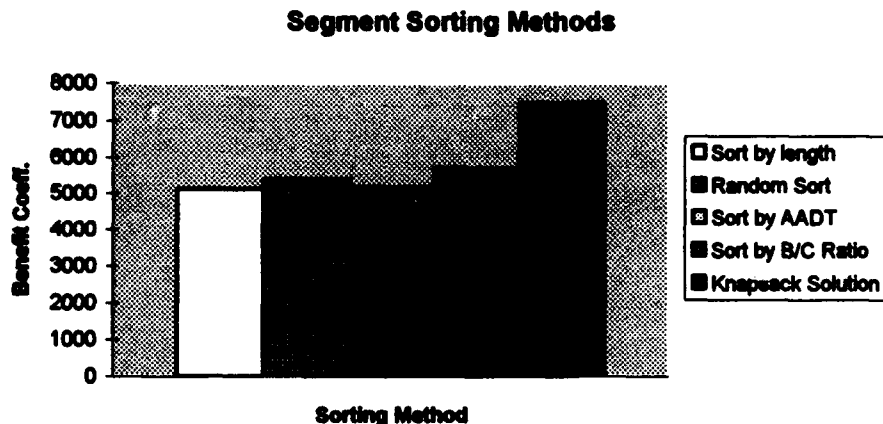 Segment Sorting Methods
8000
7000
6000
5000
4000
3000
2000
1000
0
Benefit Coeff.
Sorting Method
Sort by length
Random Sort
Sort by AADT
Sort by B/C Ratio
Knapsack Solution